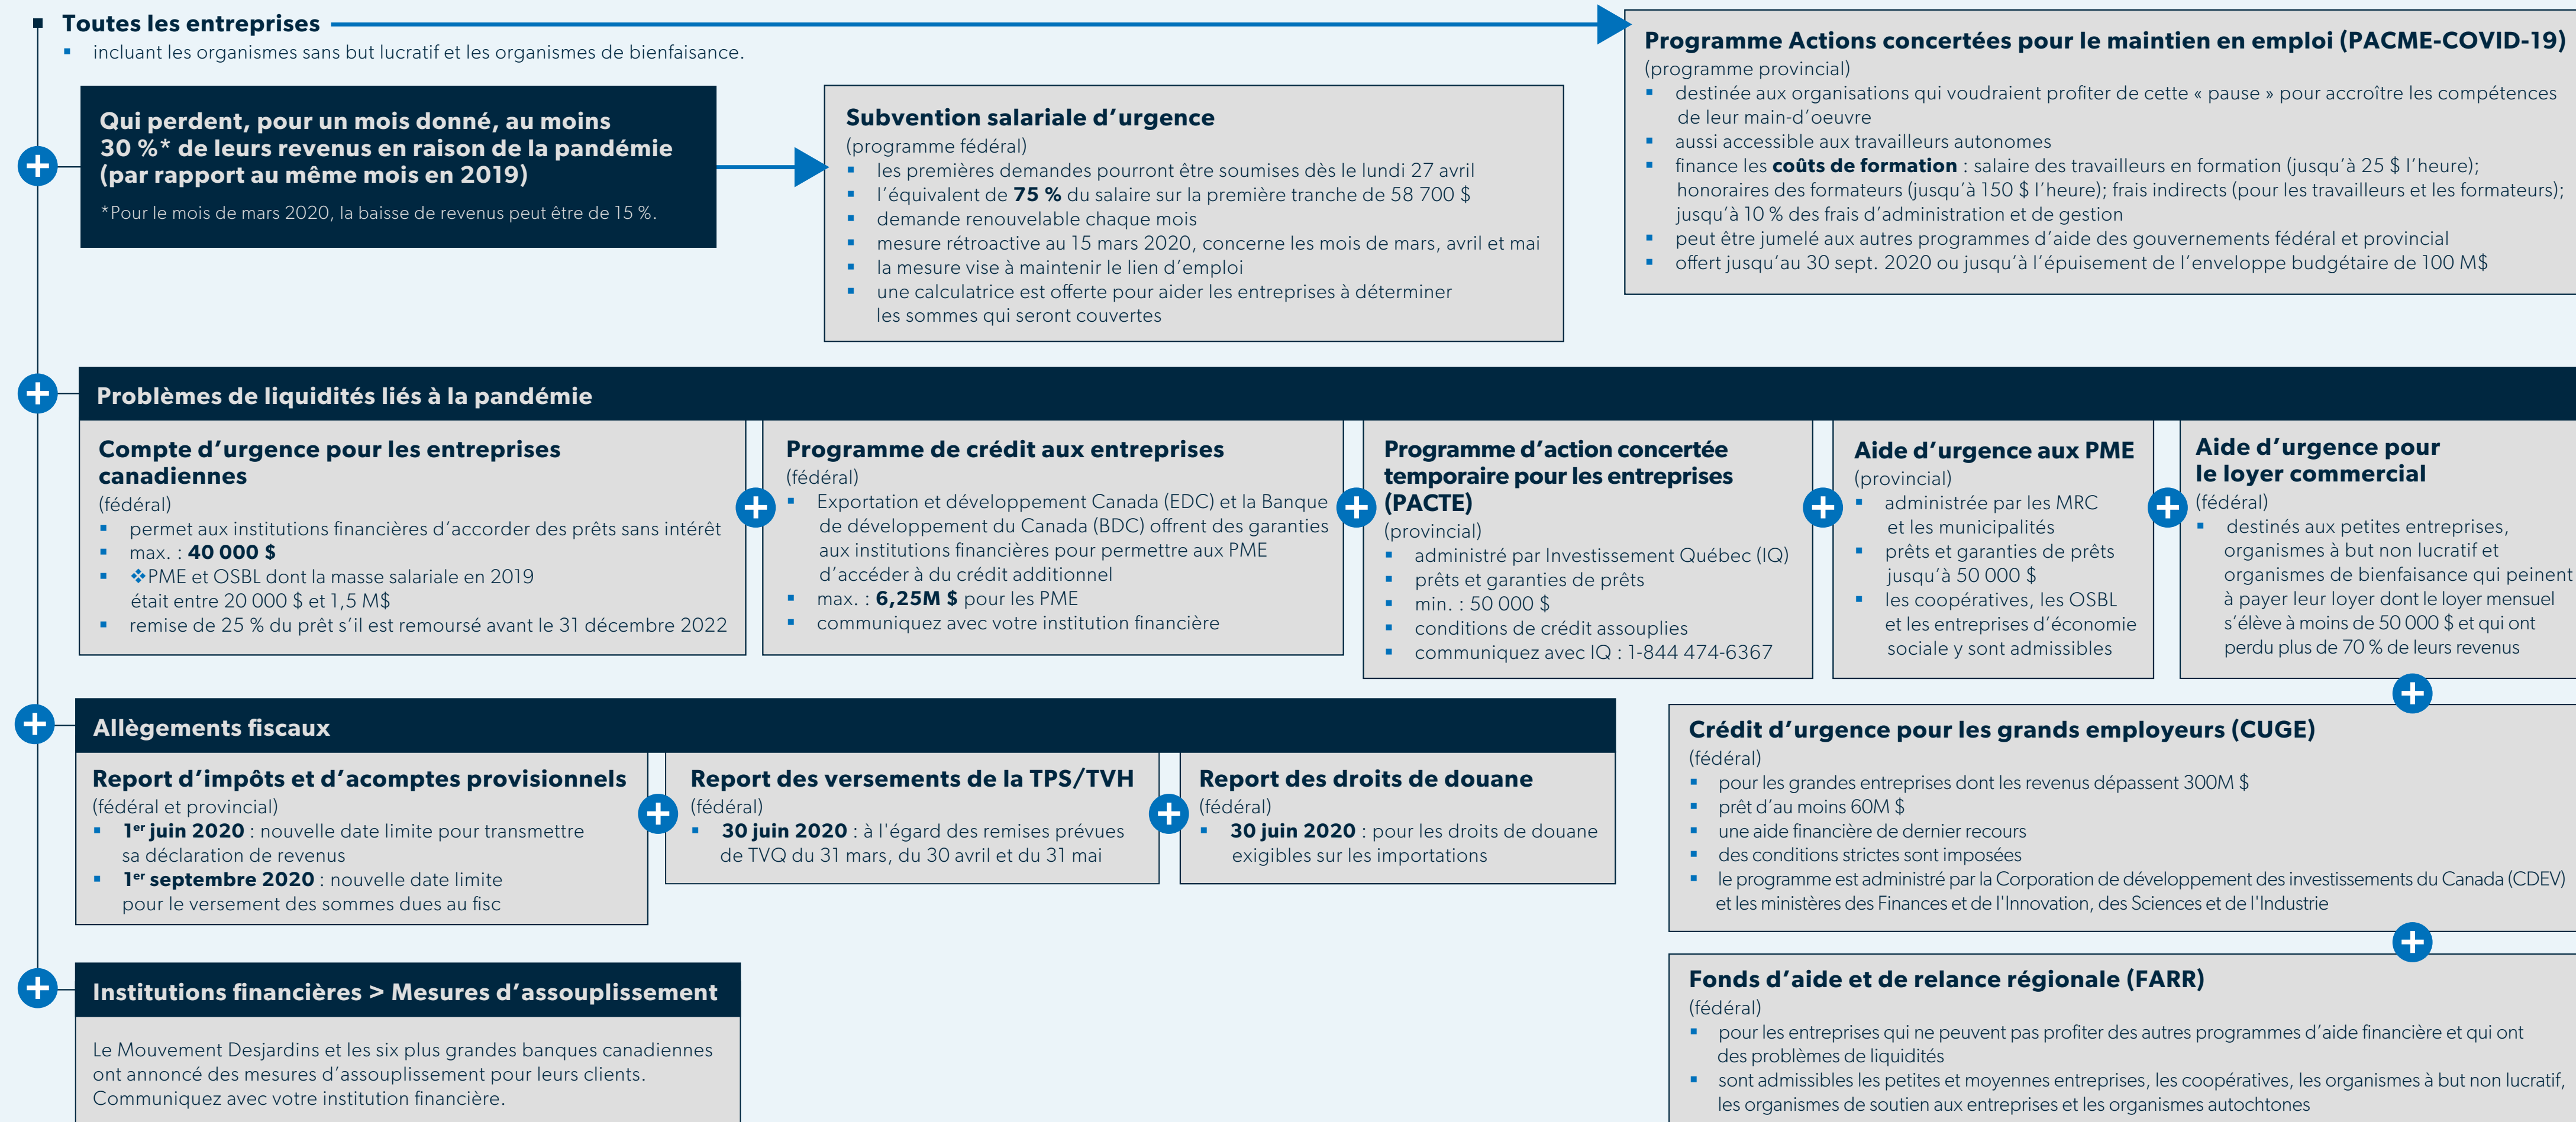 Toutes les entreprises
▪ incluant les organismes sans but lucratif et les organismes de bienfaisance.
Qui perdent, pour un mois donné, au moins
30 %* de leurs revenus en raison de la pandémie
(par rapport au même mois en 2019)
*Pour le mois de mars 2020, la baisse de revenus peut être de 15 %.
Subvention salariale d’urgence
(programme fédéral)
▪ les premières demandes pourront être soumises dès le lundi 27 avril
▪ l’équivalent de 75 % du salaire sur la première tranche de 58 700 $
▪ demande renouvelable chaque mois
▪ mesure rétroactive au 15 mars 2020, concerne les mois de mars, avril et mai
▪ la mesure vise à maintenir le lien d’emploi
▪ une calculatrice est offerte pour aider les entreprises à déterminer
les sommes qui seront couvertes
Programme Actions concertées pour le maintien en emploi (PACME-COVID-19)
(programme provincial)
▪ destinée aux organisations qui voudraient profiter de cette « pause » pour accroître les compétences
de leur main-d’oeuvre
▪ aussi accessible aux travailleurs autonomes
▪ finance les coûts de formation : salaire des travailleurs en formation (jusqu’à 25 $ l’heure);
honoraires des formateurs (jusqu’à 150 $ l’heure); frais indirects (pour les travailleurs et les formateurs);
jusqu’à 10 % des frais d’administration et de gestion
▪ peut être jumelé aux autres programmes d’aide des gouvernements fédéral et provincial
▪ offert jusqu’au 30 sept. 2020 ou jusqu’à l’épuisement de l’enveloppe budgétaire de 100 M$
Problèmes de liquidités liés à la pandémie
Compte d’urgence pour les entreprises
canadiennes
(fédéral)
▪ permet aux institutions financières d’accorder des prêts sans intérêt
▪ max. : 40 000 $
▪ ❖PME et OSBL dont la masse salariale en 2019
était entre 20 000 $ et 1,5 M$
▪ remise de 25 % du prêt s’il est remoursé avant le 31 décembre 2022
Programme de crédit aux entreprises
(fédéral)
▪ Exportation et développement Canada (EDC) et la Banque
de développement du Canada (BDC) offrent des garanties
aux institutions financières pour permettre aux PME
d’accéder à du crédit additionnel
▪ max. : 6,25M $ pour les PME
▪ communiquez avec votre institution financière
Programme d’action concertée
temporaire pour les entreprises
(PACTE)
(provincial)
▪ administré par Investissement Québec (IQ)
▪ prêts et garanties de prêts
▪ min. : 50 000 $
▪ conditions de crédit assouplies
▪ communiquez avec IQ : 1-844 474-6367
Aide d’urgence aux PME
(provincial)
▪ administrée par les MRC
et les municipalités
▪ prêts et garanties de prêts
jusqu’à 50 000 $
▪ les coopératives, les OSBL
et les entreprises d’économie
sociale y sont admissibles
Aide d’urgence pour
le loyer commercial
(fédéral)
▪ destinés aux petites entreprises,
organismes à but non lucratif et
organismes de bienfaisance qui peinent
à payer leur loyer dont le loyer mensuel
s’élève à moins de 50 000 $ et qui ont
perdu plus de 70 % de leurs revenus
Allègements fiscaux
Report d’impôts et d’acomptes provisionnels
(fédéral et provincial)
▪ 1er juin 2020 : nouvelle date limite pour transmettre
sa déclaration de revenus
▪ 1er septembre 2020 : nouvelle date limite
pour le versement des sommes dues au fisc
Report des versements de la TPS/TVH
(fédéral)
▪ 30 juin 2020 : à l'égard des remises prévues
de TVQ du 31 mars, du 30 avril et du 31 mai
Report des droits de douane
(fédéral)
▪ 30 juin 2020 : pour les droits de douane
exigibles sur les importations
Crédit d’urgence pour les grands employeurs (CUGE)
(fédéral)
▪ pour les grandes entreprises dont les revenus dépassent 300M $
▪ prêt d’au moins 60M $
▪ une aide financière de dernier recours
▪ des conditions strictes sont imposées
▪ le programme est administré par la Corporation de développement des investissements du Canada (CDEV)
et les ministères des Finances et de l'Innovation, des Sciences et de l'Industrie
Institutions financières > Mesures d’assouplissement
Le Mouvement Desjardins et les six plus grandes banques canadiennes
ont annoncé des mesures d’assouplissement pour leurs clients.
Communiquez avec votre institution financière.
Fonds d’aide et de relance régionale (FARR)
(fédéral)
▪ pour les entreprises qui ne peuvent pas profiter des autres programmes d’aide financière et qui ont
des problèmes de liquidités
▪ sont admissibles les petites et moyennes entreprises, les coopératives, les organismes à but non lucratif,
les organismes de soutien aux entreprises et les organismes autochtones